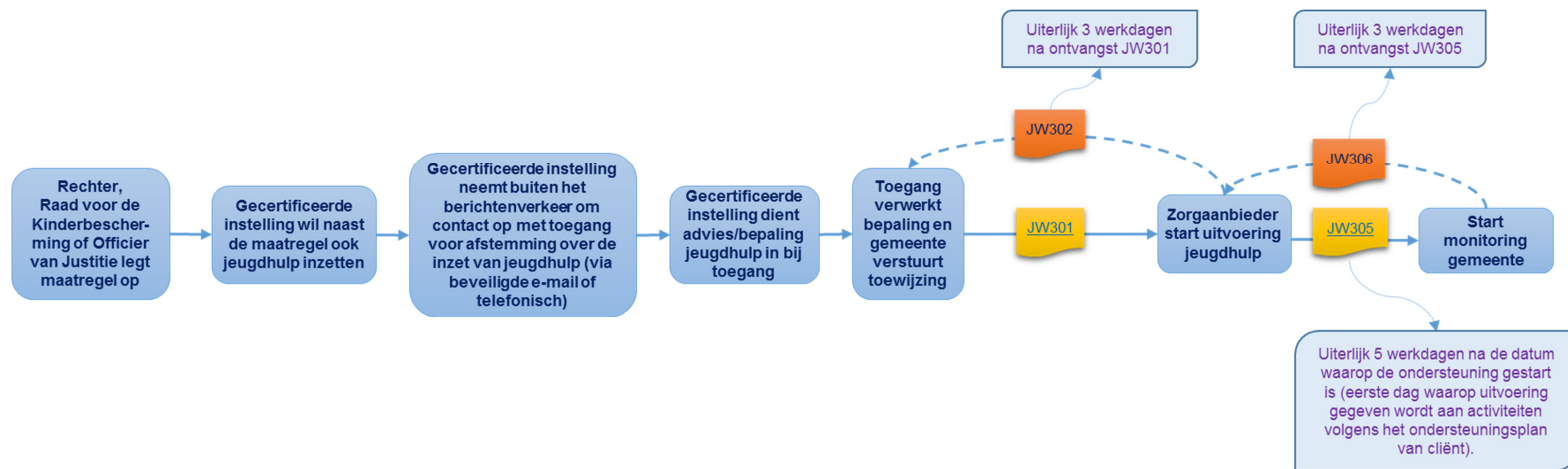 Uiterlijk 3 werkdagen
na ontvangst JW301
Uiterlijk 3 werkdagen
na ontvangst JW305
JW302
JW306
Rechter,
Raad voor de
Kinderbescher-
ming of Officier
van Justitie legt
maatregel op
Gecertificeerde
instelling wil naast
de maatregel ook
jeugdhulp inzetten
Gecertificeerde instelling
neemt buiten het
berichtenverkeer om
contact op met toegang
voor afstemming over de
inzet van jeugdhulp (via
beveiligde e-mail of
telefonisch)
Gecertificeerde
instelling dient
advies/bepaling
jeugdhulp in bij
toegang
Toegang
verwerkt
bepaling en
gemeente
verstuurt
toewijzing
JW301
Zorgaanbieder
start uitvoering
jeugdhulp
JW305
Start
monitoring
gemeente
Uiterlijk 5 werkdagen na de datum
waarop de ondersteuning gestart
is (eerste dag waarop uitvoering
gegeven wordt aan activiteiten
volgens het ondersteuningsplan
van cliënt).